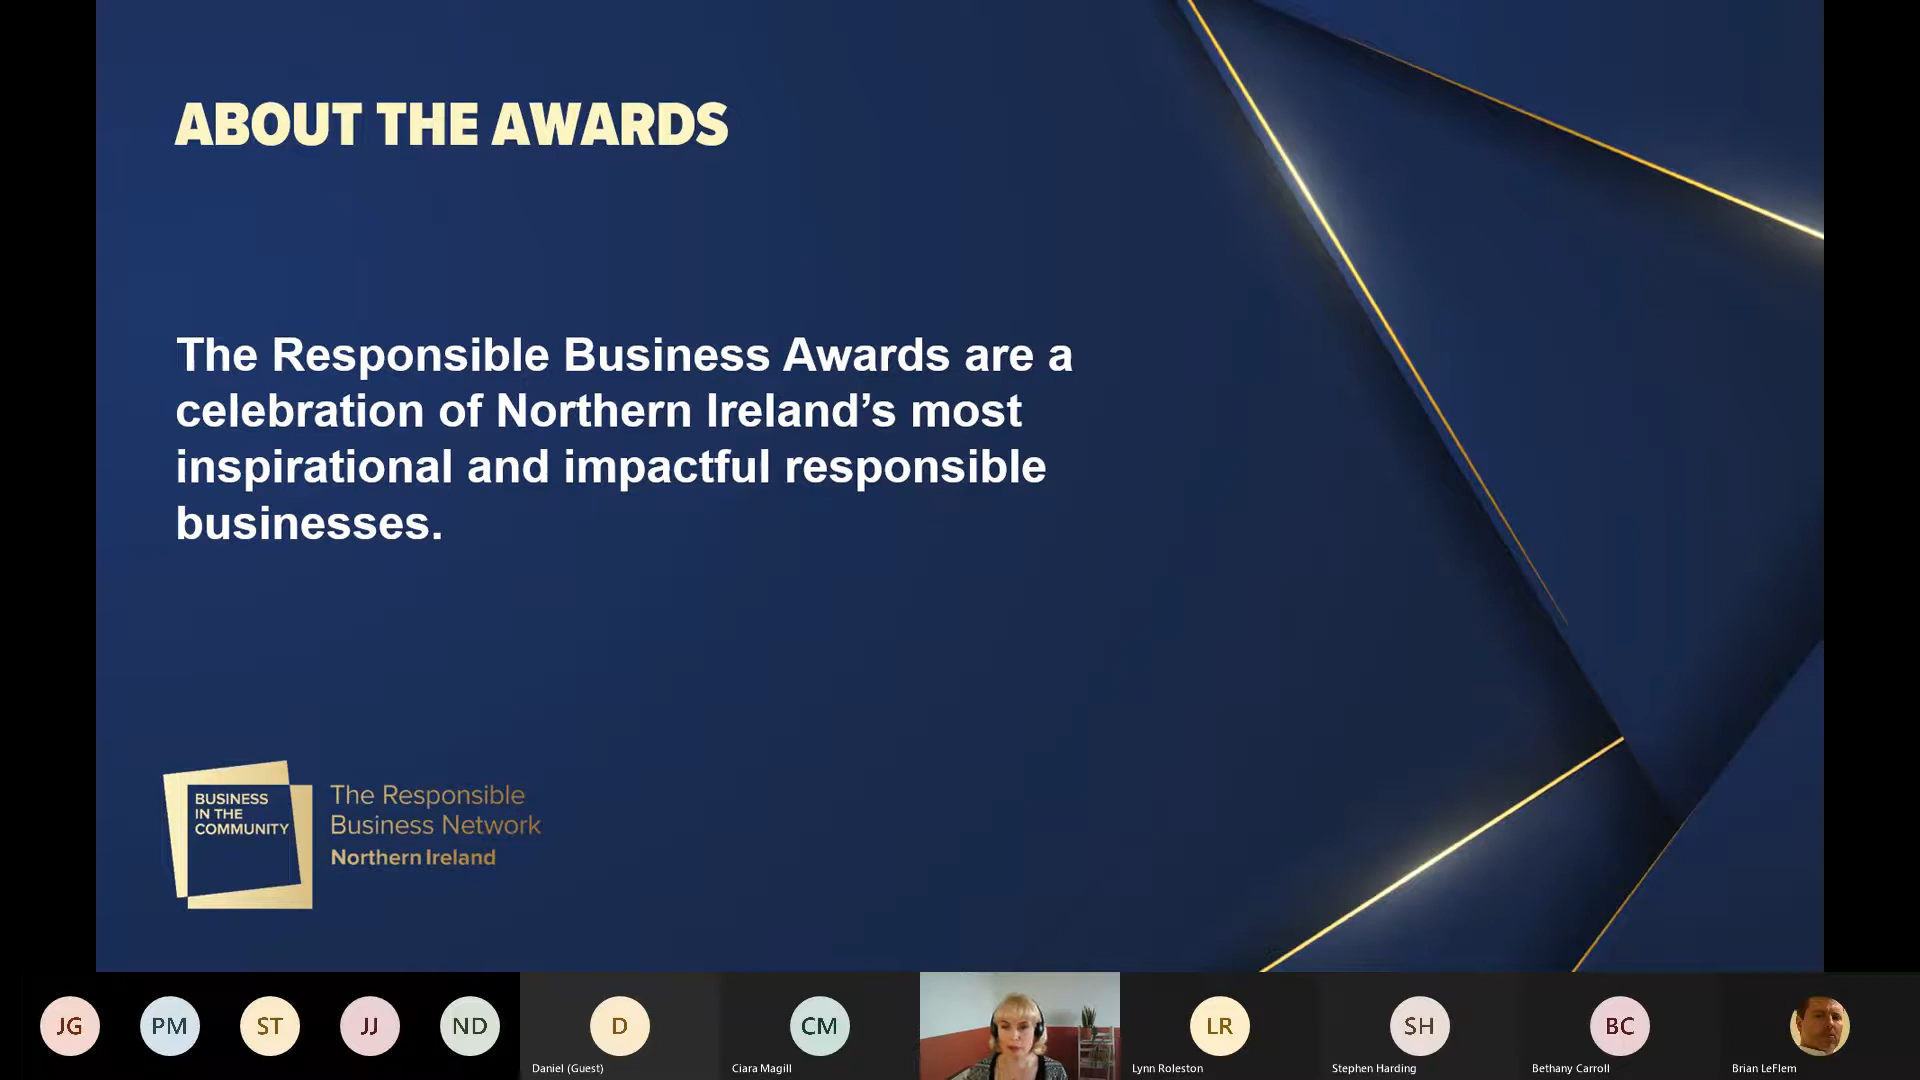 ABOUT THE AWARDS
The Responsible Business Awards are a
celebration of Northern Ireland’s most
inspirational and impactful responsible
businesses.
BUSINESS
IN THE
COMMUNITY
The Responsible
Business Network
Northern Ireland
JG
PM
ST
JJ
ND
D
CM
LR
SH
BC
Daniel (Guest)
Ciara Magill
Lynn Roleston
Stephen Harding
Bethany Carroll
Brian LeFlem